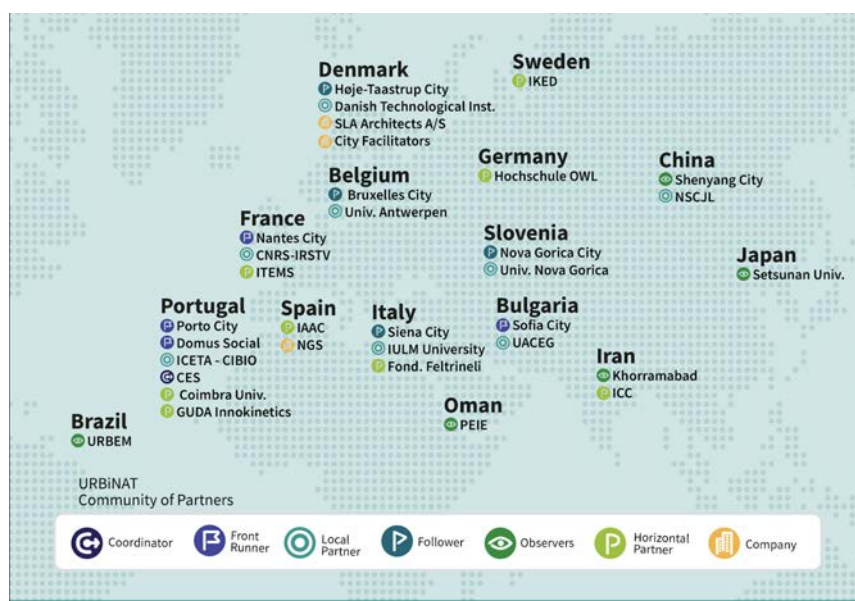 Denmark
Høje-Taastrup City
Danish Technological Inst.
SLA Architects A/S
City Facilitators
Sweden
IKED
Belgium
Bruxelles City
Univ. Antwerpen
Germany
Hochschule OWL
China
Shenyang City
NSCJL
France
Nantes City
CNRS-IRSTV
ITEMS
Slovenia
Nova Gorica City
Univ. Nova Gorica
Japan
Setsunan Univ.
Portugal
Porto City
Domus Social
ICETA - CIBIO
CES
Coimbra Univ.
GUDA Innokinetics
Spain
IAAC
NGS
Italy
Siena City
IULM University
Fond. Feltrineli
Bulgaria
Sofia City
UACEG
Iran
Khorramabad
ICC
Oman
PEIE
Brazil
URBEM
URBiNAT
Community of Partners
Coordinator
Front
Runner
Local
Partner
Follower
Observers
Horizontal
Partner
Company